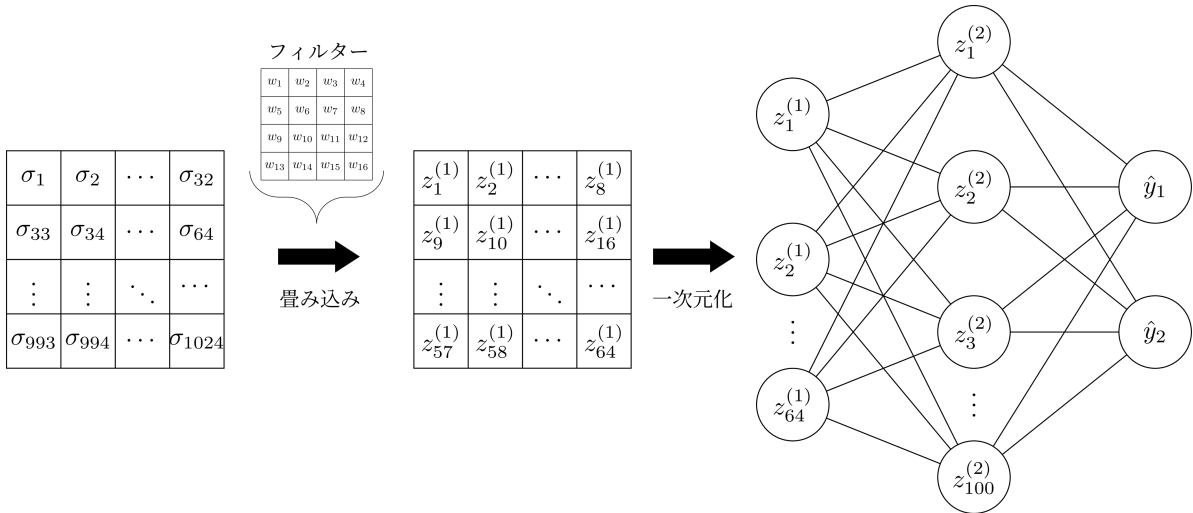 フィルター
w₁ w₂ w₃ w₄
w₅ w₆ w₇ w₈
w₉ w₁₀ w₁₁ w₁₂
w₁₃ w₁₄ w₁₅ w₁₆
σ₁ σ₂ ⋯ σ₃₂
σ₃₃ σ₃₄ ⋯ σ₆₄
⋮ ⋮ ⋱ ⋯
σ₉₉₃ σ₉₉₄ ⋯ σ₁₀₂₄
畳み込み
z₁⁽¹⁾ z₂⁽¹⁾ ⋯ z₈⁽¹⁾
z₉⁽¹⁾ z₁₀⁽¹⁾ ⋯ z₁₆⁽¹⁾
⋮ ⋮ ⋱ ⋯
z₅₇⁽¹⁾ z₅₈⁽¹⁾ ⋯ z₆₄⁽¹⁾
一次元化
z₁⁽¹⁾
z₂⁽¹⁾
⋮
z₆₄⁽¹⁾
z₁⁽²⁾
z₂⁽²⁾
z₃⁽²⁾
⋮
z₁₀₀⁽²⁾
ŷ₁
ŷ₂